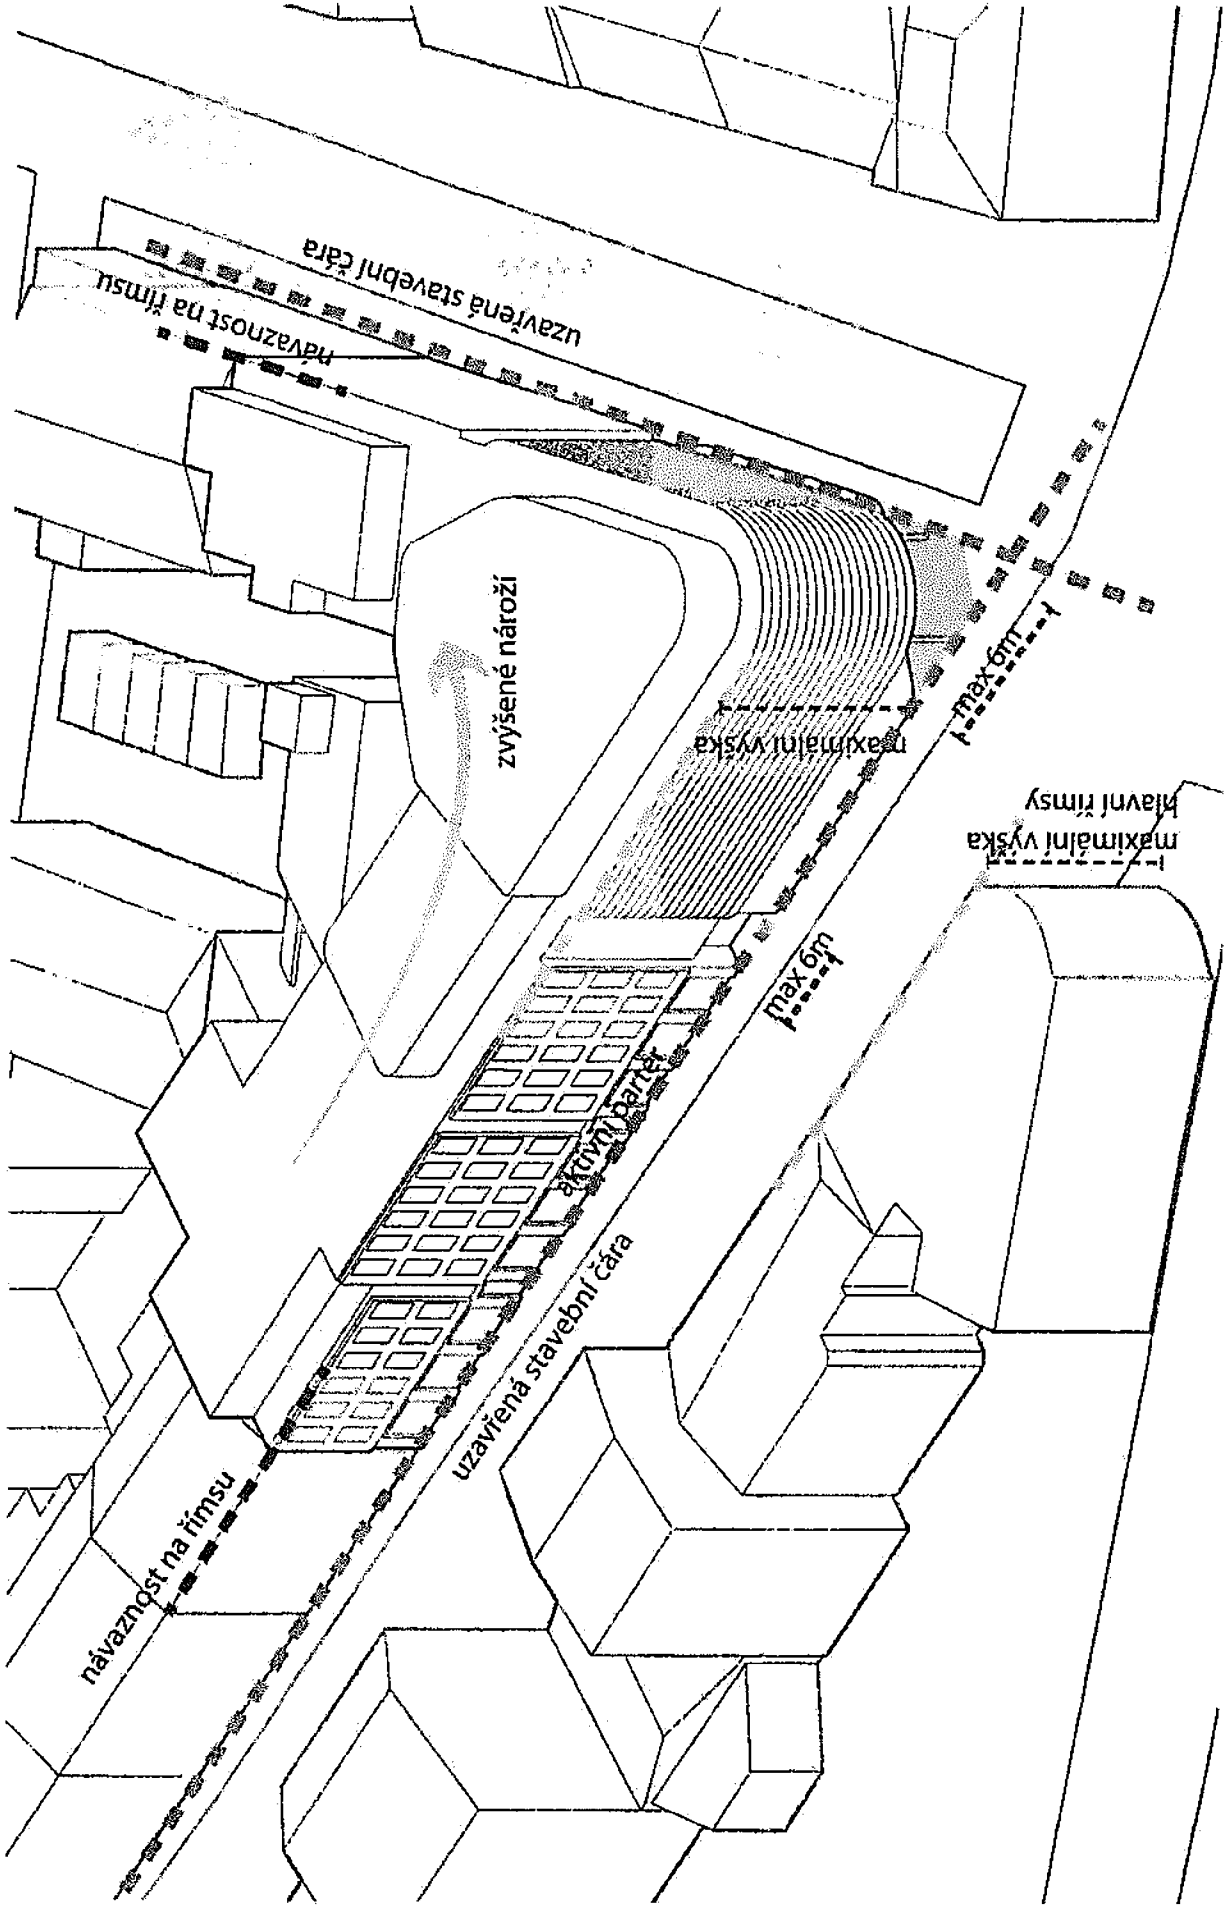 uzavřená stavební čára
návaznost na římsu
zvýšené nároží
maximální výška
max 6m
maximální výška
hlavní římsy
max 6m
aktivní partér
uzavřená stavební čára
návaznost na římsu